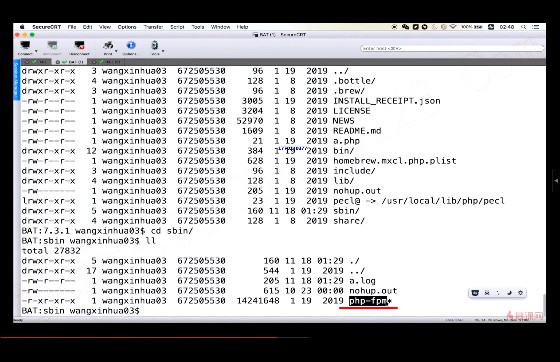 SecureCRT File Edit View Options Transfer Script Tools Window Help 100% 02:48
BAT (1) - SecureCRT
Enter host <⌘R>
drwxr-xr-x 3 wangxinhua03 672505530 96 1 19 2019 ../
drwxr-xr-x 4 wangxinhua03 672505530 128 1 8 2019 .bottle/
drwxr-xr-x 3 wangxinhua03 672505530 96 1 8 2019 .brew/
-rw-r--r-- 1 wangxinhua03 672505530 3005 1 19 2019 INSTALL_RECEIPT.json
-rw-r--r-- 1 wangxinhua03 672505530 3204 1 8 2019 LICENSE
-rw-r--r-- 1 wangxinhua03 672505530 52970 1 8 2019 NEWS
-rw-r--r-- 1 wangxinhua03 672505530 1609 1 8 2019 README.md
-rw-r--r-- 1 wangxinhua03 672505530 21 1 19 2019 a.php
drwxr-xr-x 12 wangxinhua03 672505530 384 1 19 2019 bin/
-rw-r--r-- 1 wangxinhua03 672505530 628 1 19 2019 homebrew.mxcl.php.plist
drwxr-xr-x 3 wangxinhua03 672505530 96 1 8 2019 include/
drwxr-xr-x 4 wangxinhua03 672505530 128 1 8 2019 lib/
-rw------- 1 wangxinhua03 672505530 205 1 19 2019 nohup.out
lrwxr-xr-x 1 wangxinhua03 672505530 23 1 19 2019 pecl@ -> /usr/local/lib/php/pecl
drwxr-xr-x 5 wangxinhua03 672505530 160 11 18 01:29 sbin/
drwxr-xr-x 4 wangxinhua03 672505530 128 1 8 2019 share/
BAT:7.3.1 wangxinhua03$ cd sbin/
BAT:sbin wangxinhua03$ ll
total 27832
drwxr-xr-x 5 wangxinhua03 672505530 160 11 18 01:29 ./
drwxr-xr-x 17 wangxinhua03 672505530 544 1 19 2019 ../
-rw-r--r-- 1 wangxinhua03 672505530 205 11 18 01:29 a.log
-rw------- 1 wangxinhua03 672505530 615 10 23 00:00 nohup.out
-r-xr-xr-x 1 wangxinhua03 672505530 14241648 1 19 2019 php-fpm*
BAT:sbin wangxinhua03$
慕课网